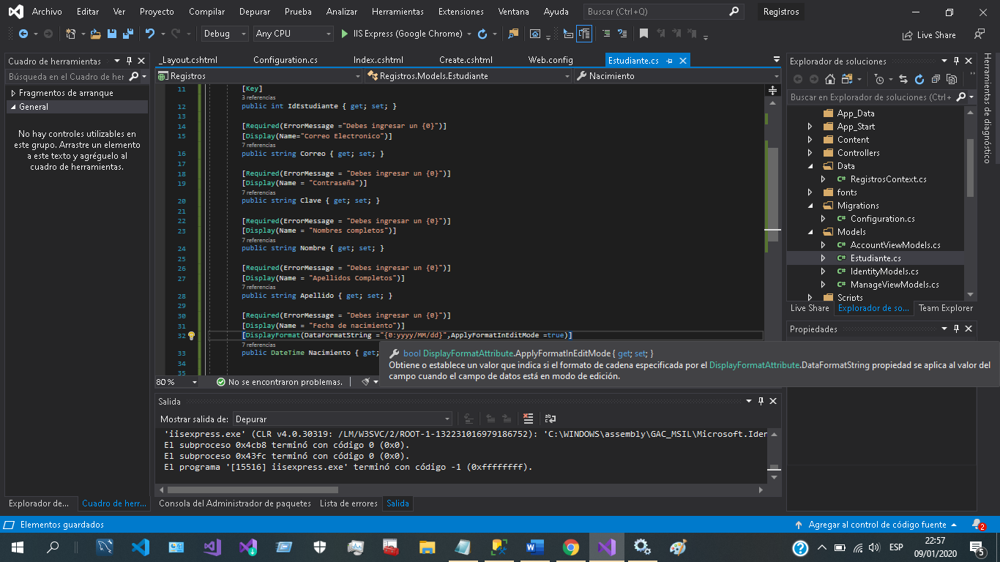 Archivo Editar Ver Proyecto Compilar Depurar Prueba Analizar Herramientas Extensiones Ventana Ayuda Buscar (Ctrl+Q) Registros
Debug Any CPU IIS Express (Google Chrome) Live Share
Cuadro de herramientas
Búsqueda en el Cuadro de her
Fragmentos de arranque
General
No hay controles utilizables en
este grupo. Arrastre un elemento
a este texto y agréguelo al
cuadro de herramientas.
Explorador de... Cuadro de herr...
_Layout.cshtml Configuration.cs Index.cshtml Create.cshtml Web.config Estudiante.cs
Registros Registros.Models.Estudiante Nacimiento
11 [Key]
3 referencias
12 public int IdEstudiante { get; set; }
13
14 [Required(ErrorMessage ="Debes ingresar un {0}")]
15 [Display(Name="Correo Electronico")]
7 referencias
16 public string Correo { get; set; }
17
18 [Required(ErrorMessage = "Debes ingresar un {0}")]
19 [Display(Name = "Contraseña")]
7 referencias
20 public string Clave { get; set; }
21
22 [Required(ErrorMessage = "Debes ingresar un {0}")]
23 [Display(Name = "Nombres completos")]
7 referencias
24 public string Nombre { get; set; }
25
26 [Required(ErrorMessage = "Debes ingresar un {0}")]
27 [Display(Name = "Apellidos Completos")]
7 referencias
28 public string Apellido { get; set; }
29
30 [Required(ErrorMessage = "Debes ingresar un {0}")]
31 [Display(Name = "Fecha de nacimiento")]
32 [DisplayFormat(DataFormatString ="{0:yyyy/MM/dd}",ApplyFormatInEditMode =true)]
7 referencias
33 public DateTime Nacimiento { get;
34
35
bool DisplayFormatAttribute.ApplyFormatInEditMode { get; set; }
Obtiene o establece un valor que indica si el formato de cadena especificada por el DisplayFormatAttribute.DataFormatString propiedad se aplica al valor del
campo cuando el campo de datos está en modo de edición.
80 % No se encontraron problemas.
Salida
Mostrar salida de: Depurar
'iisexpress.exe' (CLR v4.0.30319: /LM/W3SVC/2/ROOT-1-132231016979186752): 'C:\WINDOWS\assembly\GAC_MSIL\Microsoft.Iden
El subproceso 0x4cb8 terminó con código 0 (0x0).
El subproceso 0x43fc terminó con código 0 (0x0).
El programa '[15516] iisexpress.exe' terminó con código -1 (0xffffffff).
Consola del Administrador de paquetes Lista de errores Salida
Explorador de soluciones
Buscar en Explorador de soluciones (Ctrl+
App_Data
App_Start
Content
Controllers
Data
C# RegistrosContext.cs
fonts
Migrations
C# Configuration.cs
Models
C# AccountViewModels.cs
C# Estudiante.cs
C# IdentityModels.cs
C# ManageViewModels.cs
Scripts
Live Share Explorador de so... Team Explorer
Propiedades
Herramientas de diagnóstico
Elementos guardados Agregar al control de código fuente 2
ESP 22:57
09/01/2020 5